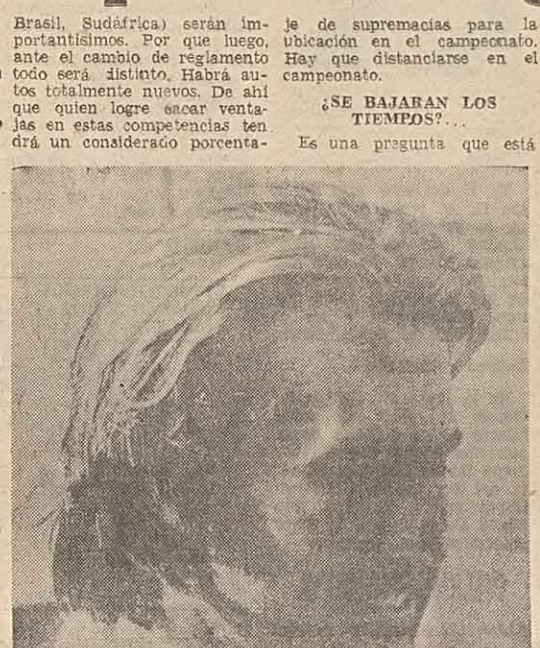 Brasil, Sudáfrica) serán im-
portantísimos. Por que luego,
ante el cambio de reglamento
todo será distinto. Habrá au-
tos totalmente nuevos. De ahí
que quien logre sacar venta-
jas en estas competencias ten
drá un considerado porcenta-
je de supremacías para la
ubicación en el campeonato.
Hay que distanciarse en el
campeonato.
¿SE BAJARAN LOS
TIEMPOS?...
Es una pregunta que está